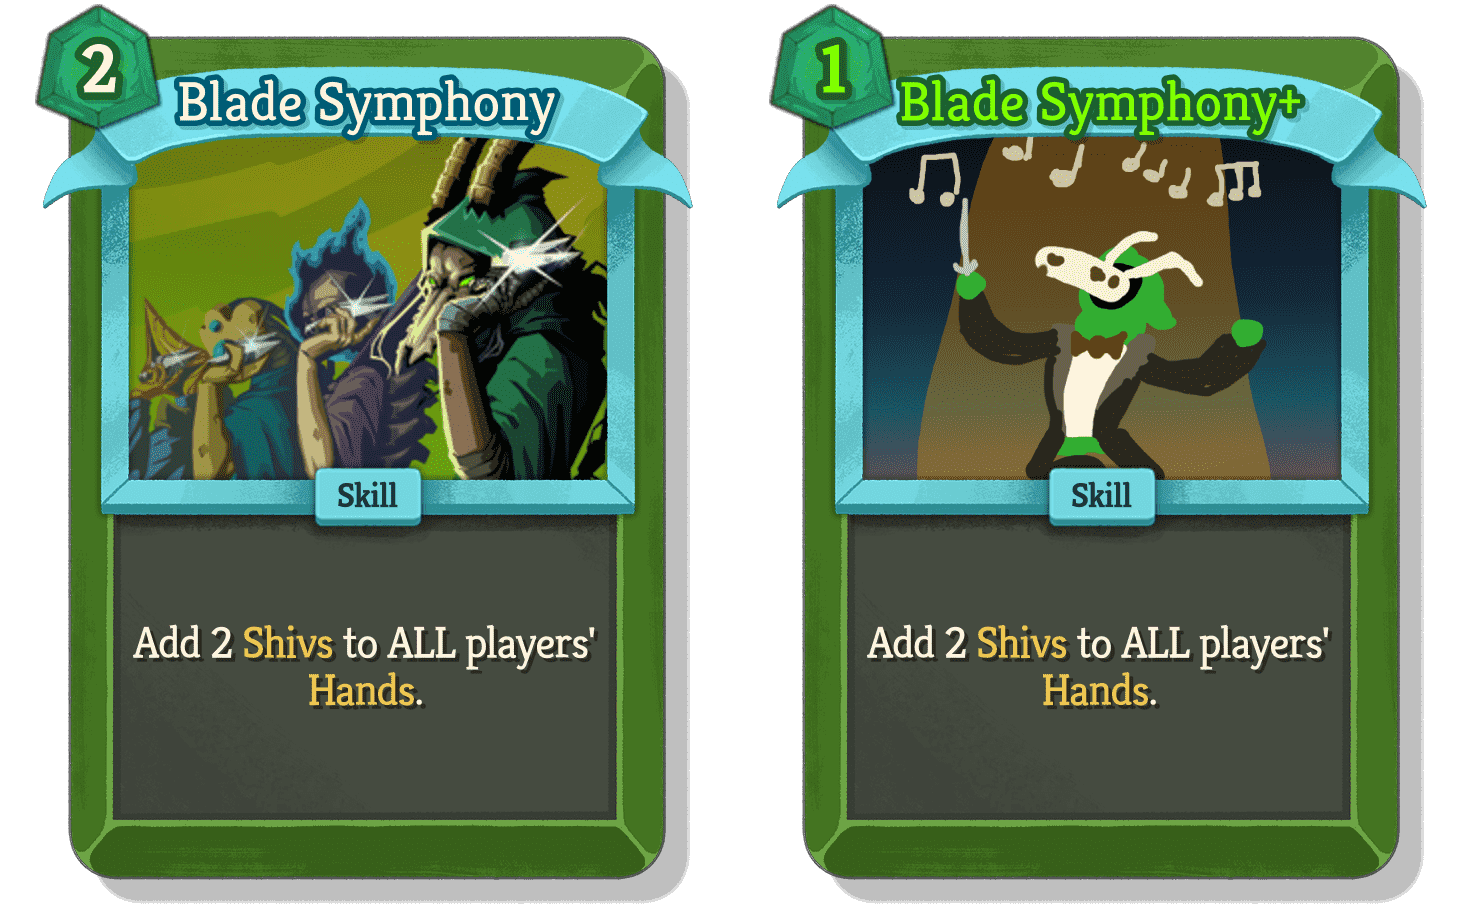 2
Blade Symphony
Skill
Add 2 Shivs to ALL players'
Hands.
1
Blade Symphony+
Skill
Add 2 Shivs to ALL players'
Hands.